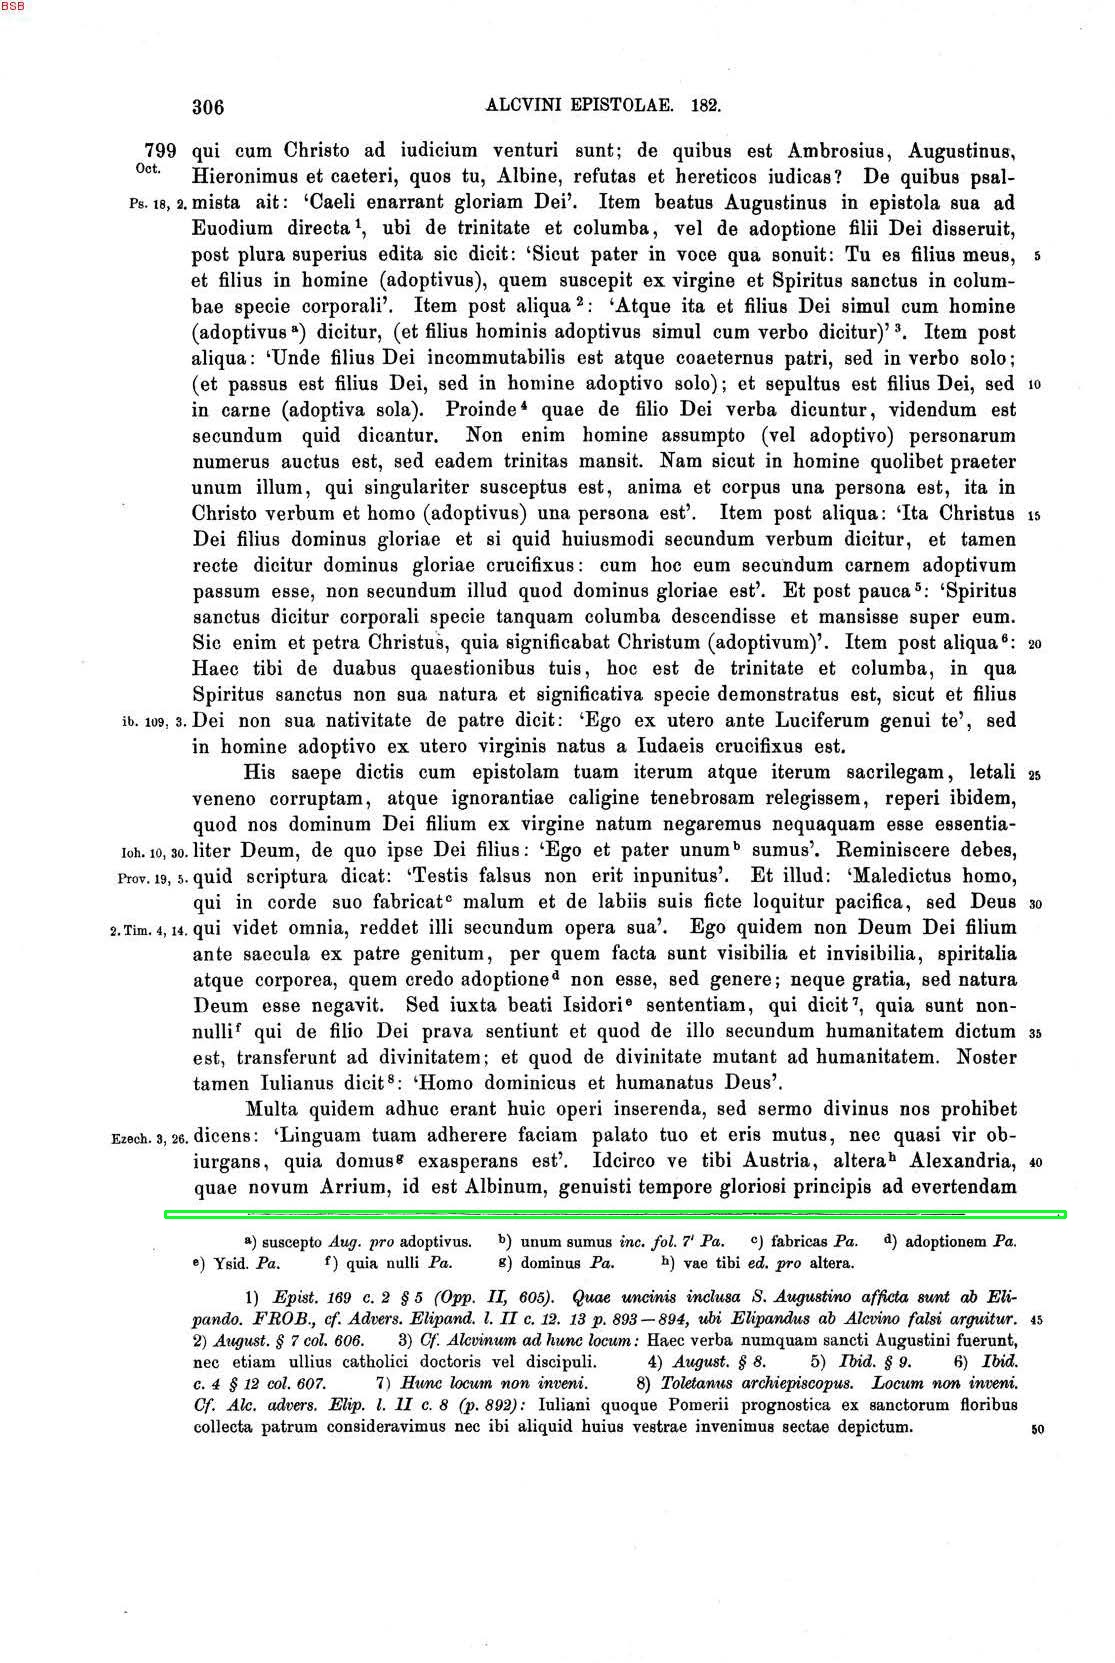 BSB
306 ALCVINI EPISTOLAE. 182.
799 qui cum Christo ad iudicium venturi sunt; de quibus est Ambrosius, Augustinus,
Oct. Hieronimus et caeteri, quos tu, Albine, refutas et hereticos iudicas? De quibus psal-
Ps. 18, 2. mista ait: ‘Caeli enarrant gloriam Dei’. Item beatus Augustinus in epistola sua ad
Euodium directa¹, ubi de trinitate et columba, vel de adoptione filii Dei disseruit,
post plura superius edita sic dicit: ‘Sicut pater in voce qua sonuit: Tu es filius meus, 5
et filius in homine (adoptivus), quem suscepit ex virgine et Spiritus sanctus in colum-
bae specie corporali’. Item post aliqua²: ‘Atque ita et filius Dei simul cum homine
(adoptivusᵃ) dicitur, (et filius hominis adoptivus simul cum verbo dicitur)’³. Item post
aliqua: ‘Unde filius Dei incommutabilis est atque coaeternus patri, sed in verbo solo;
(et passus est filius Dei, sed in homine adoptivo solo); et sepultus est filius Dei, sed 10
in carne (adoptiva sola). Proinde⁴ quae de filio Dei verba dicuntur, videndum est
secundum quid dicantur. Non enim homine assumpto (vel adoptivo) personarum
numerus auctus est, sed eadem trinitas mansit. Nam sicut in homine quolibet praeter
unum illum, qui singulariter susceptus est, anima et corpus una persona est, ita in
Christo verbum et homo (adoptivus) una persona est’. Item post aliqua: ‘Ita Christus 15
Dei filius dominus gloriae et si quid huiusmodi secundum verbum dicitur, et tamen
recte dicitur dominus gloriae crucifixus: cum hoc eum secundum carnem adoptivum
passum esse, non secundum illud quod dominus gloriae est’. Et post pauca⁵: ‘Spiritus
sanctus dicitur corporali specie tanquam columba descendisse et mansisse super eum.
Sic enim et petra Christus, quia significabat Christum (adoptivum)’. Item post aliqua⁶: 20
Haec tibi de duabus quaestionibus tuis, hoc est de trinitate et columba, in qua
Spiritus sanctus non sua natura et significativa specie demonstratus est, sicut et filius
ib. 109, 3. Dei non sua nativitate de patre dicit: ‘Ego ex utero ante Luciferum genui te’, sed
in homine adoptivo ex utero virginis natus a Iudaeis crucifixus est.
His saepe dictis cum epistolam tuam iterum atque iterum sacrilegam, letali 25
veneno corruptam, atque ignorantiae caligine tenebrosam relegissem, reperi ibidem,
quod nos dominum Dei filium ex virgine natum negaremus nequaquam esse essentia-
Ioh. 10, 30. liter Deum, de quo ipse Dei filius: ‘Ego et pater unumᵇ sumus’. Reminiscere debes,
Prov. 19, 5. quid scriptura dicat: ‘Testis falsus non erit inpunitus’. Et illud: ‘Maledictus homo,
qui in corde suo fabricatᶜ malum et de labiis suis ficte loquitur pacifica, sed Deus 30
2. Tim. 4, 14. qui videt omnia, reddet illi secundum opera sua’. Ego quidem non Deum Dei filium
ante saecula ex patre genitum, per quem facta sunt visibilia et invisibilia, spiritalia
atque corporea, quem credo adoptioneᵈ non esse, sed genere; neque gratia, sed natura
Deum esse negavit. Sed iuxta beati Isidoriᵉ sententiam, qui dicit⁷, quia sunt non-
nulliᶠ qui de filio Dei prava sentiunt et quod de illo secundum humanitatem dictum 35
est, transferunt ad divinitatem; et quod de divinitate mutant ad humanitatem. Noster
tamen Iulianus dicit⁸: ‘Homo dominicus et humanatus Deus’.
Multa quidem adhuc erant huic operi inserenda, sed sermo divinus nos prohibet
Ezech. 3, 26. dicens: ‘Linguam tuam adherere faciam palato tuo et eris mutus, nec quasi vir ob-
iurgans, quia domusᵍ exasperans est’. Idcirco ve tibi Austria, alteraʰ Alexandria, 40
quae novum Arrium, id est Albinum, genuisti tempore gloriosi principis ad evertendam
ᵃ) suscepto Aug. pro adoptivus. ᵇ) unum sumus inc. fol. 7' Pa. ᶜ) fabricas Pa. ᵈ) adoptionem Pa.
ᵉ) Ysid. Pa. ᶠ) quia nulli Pa. ᵍ) dominus Pa. ʰ) vae tibi ed. pro altera.
1) Epist. 169 c. 2 § 5 (Opp. II, 605). Quae uncinis inclusa S. Augustino afficta sunt ab Eli-
pando. FROB., cf. Advers. Elipand. l. II c. 12. 13 p. 893—894, ubi Elipandus ab Alcvino falsi arguitur. 45
2) August. § 7 col. 606. 3) Cf. Alcvinum ad hunc locum: Haec verba numquam sancti Augustini fuerunt,
nec etiam ullius catholici doctoris vel discipuli. 4) August. § 8. 5) Ibid. § 9. 6) Ibid.
c. 4 § 12 col. 607. 7) Hunc locum non inveni. 8) Toletanus archiepiscopus. Locum non inveni.
Cf. Alc. advers. Elip. l. II c. 8 (p. 892): Iuliani quoque Pomerii prognostica ex sanctorum floribus
collecta patrum consideravimus nec ibi aliquid huius vestrae invenimus sectae depictum. 50